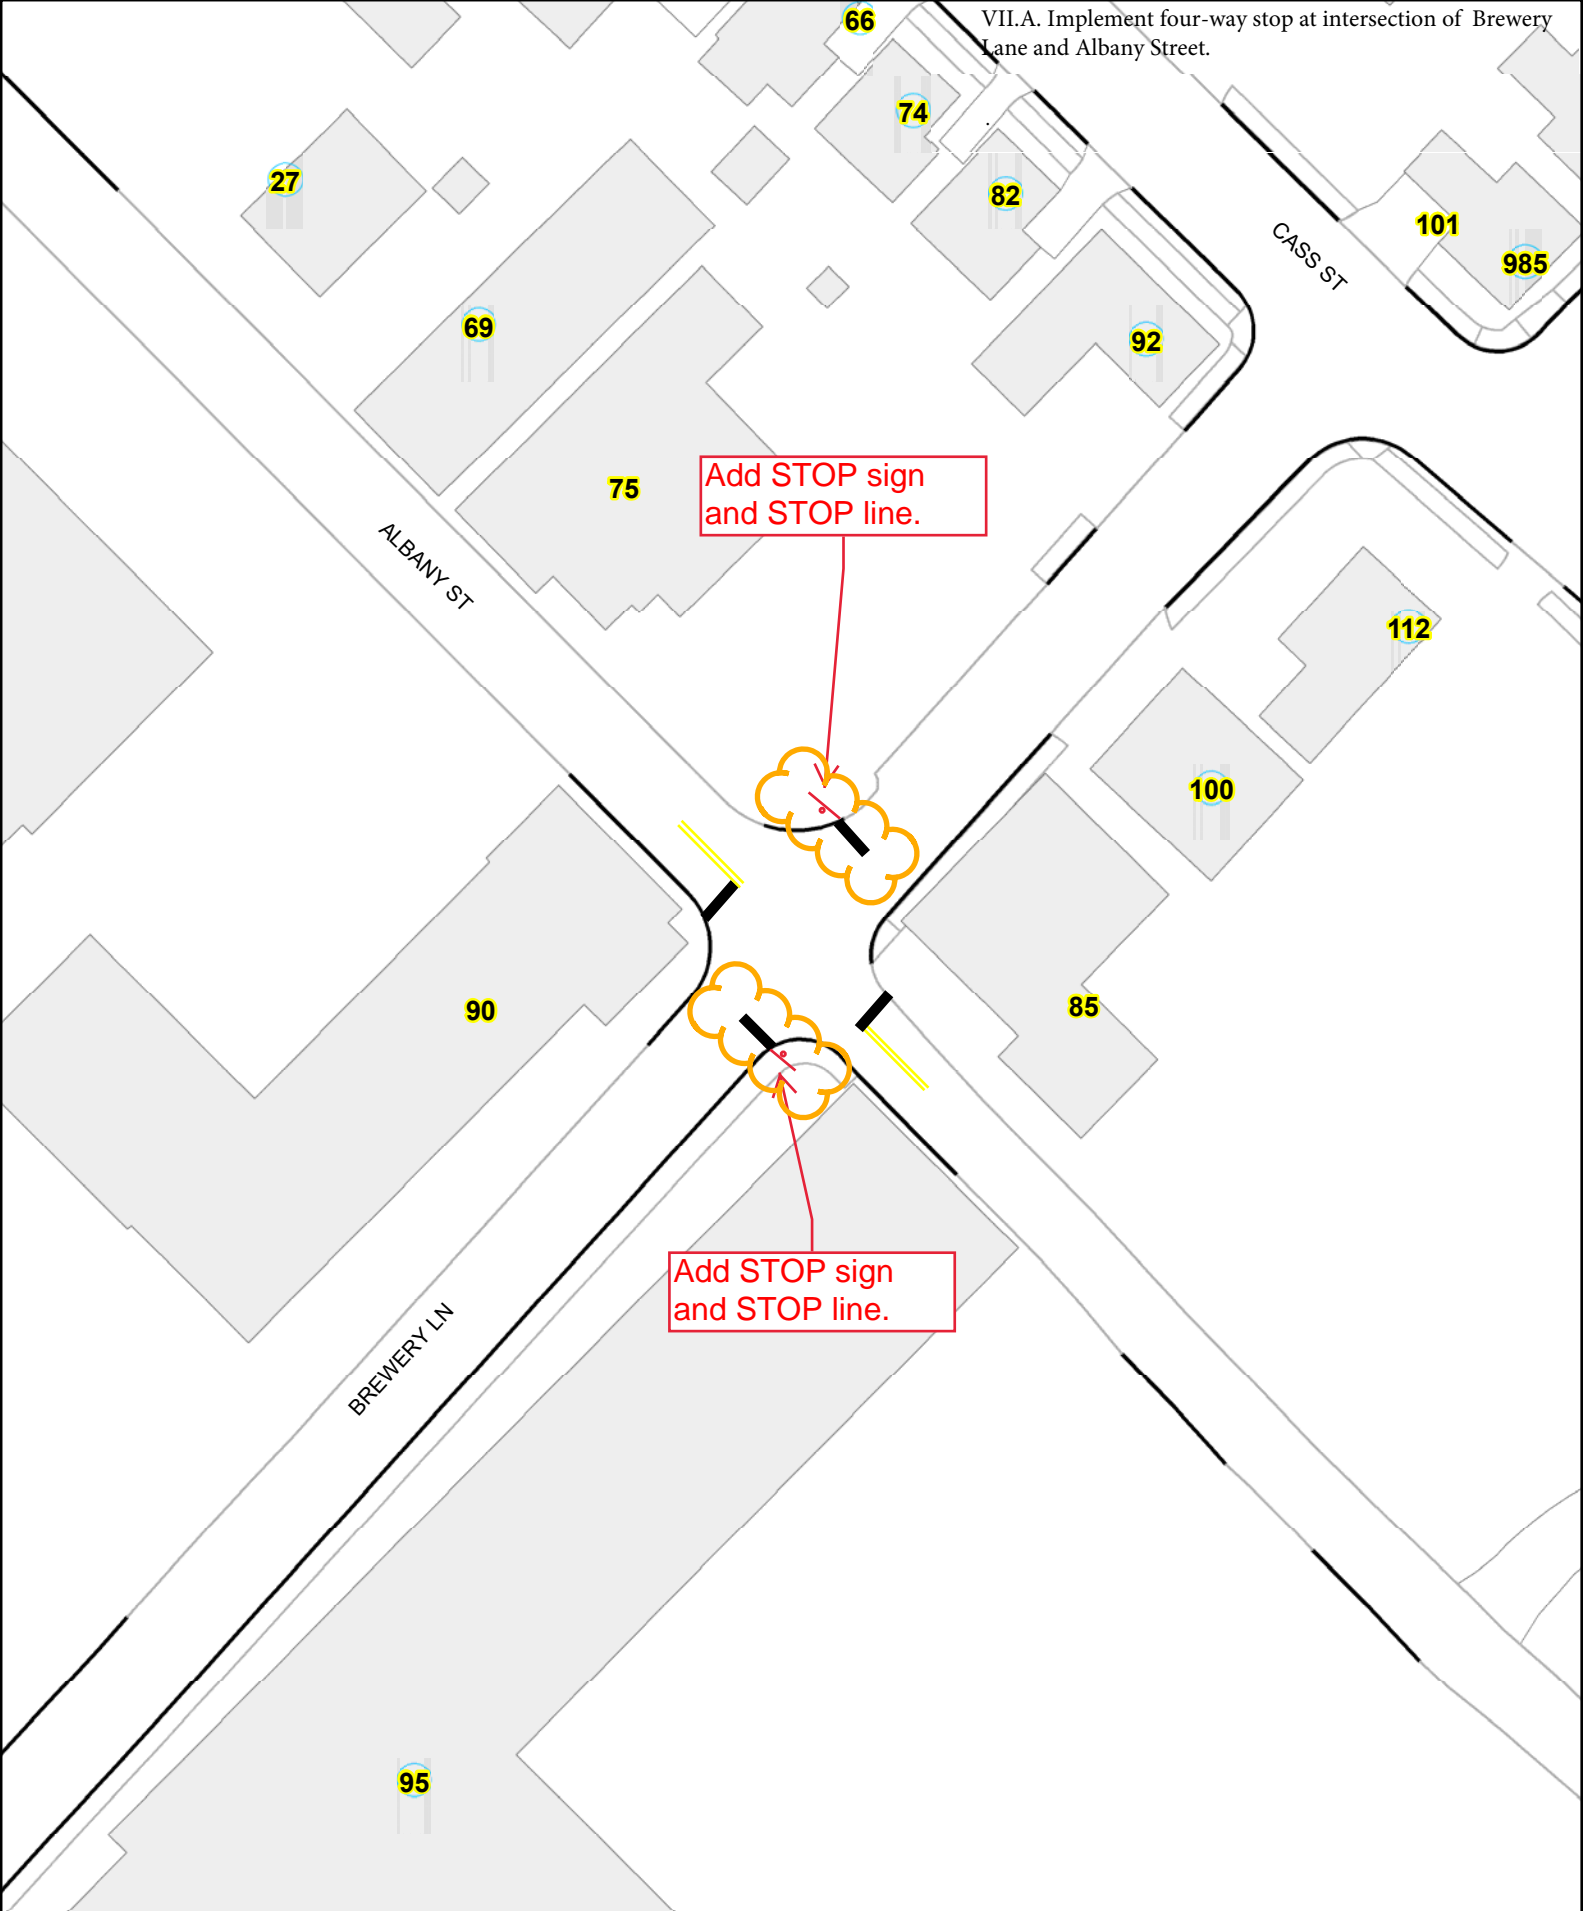 VII.A. Implement four-way stop at intersection of Brewery
Lane and Albany Street.
66
74
27
82
101
CASS ST
985
69
92
75
Add STOP sign
and STOP line.
ALBANY ST
112
100
90
85
Add STOP sign
and STOP line.
BREWERY LN
95